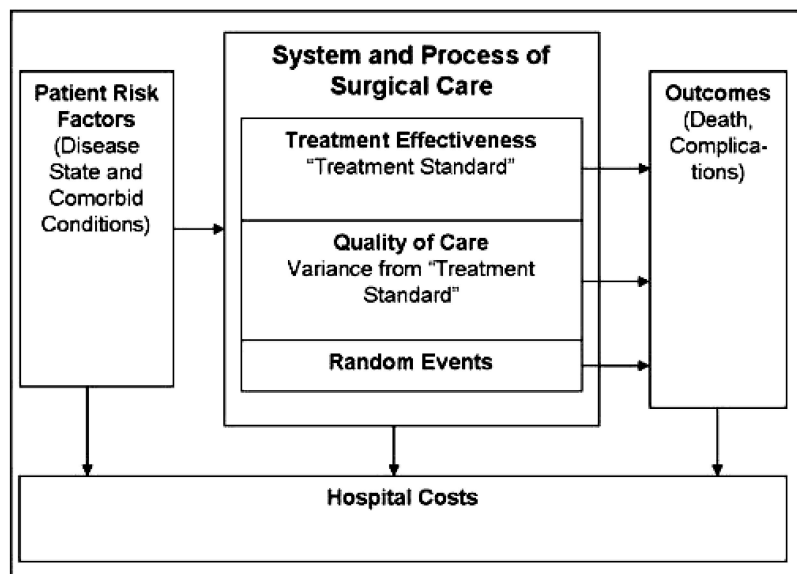 Patient Risk
Factors
(Disease
State and
Comorbid
Conditions)
System and Process of
Surgical Care
Treatment Effectiveness
“Treatment Standard”
Quality of Care
Variance from “Treatment
Standard”
Random Events
Outcomes
(Death,
Complica-
tions)
Hospital Costs